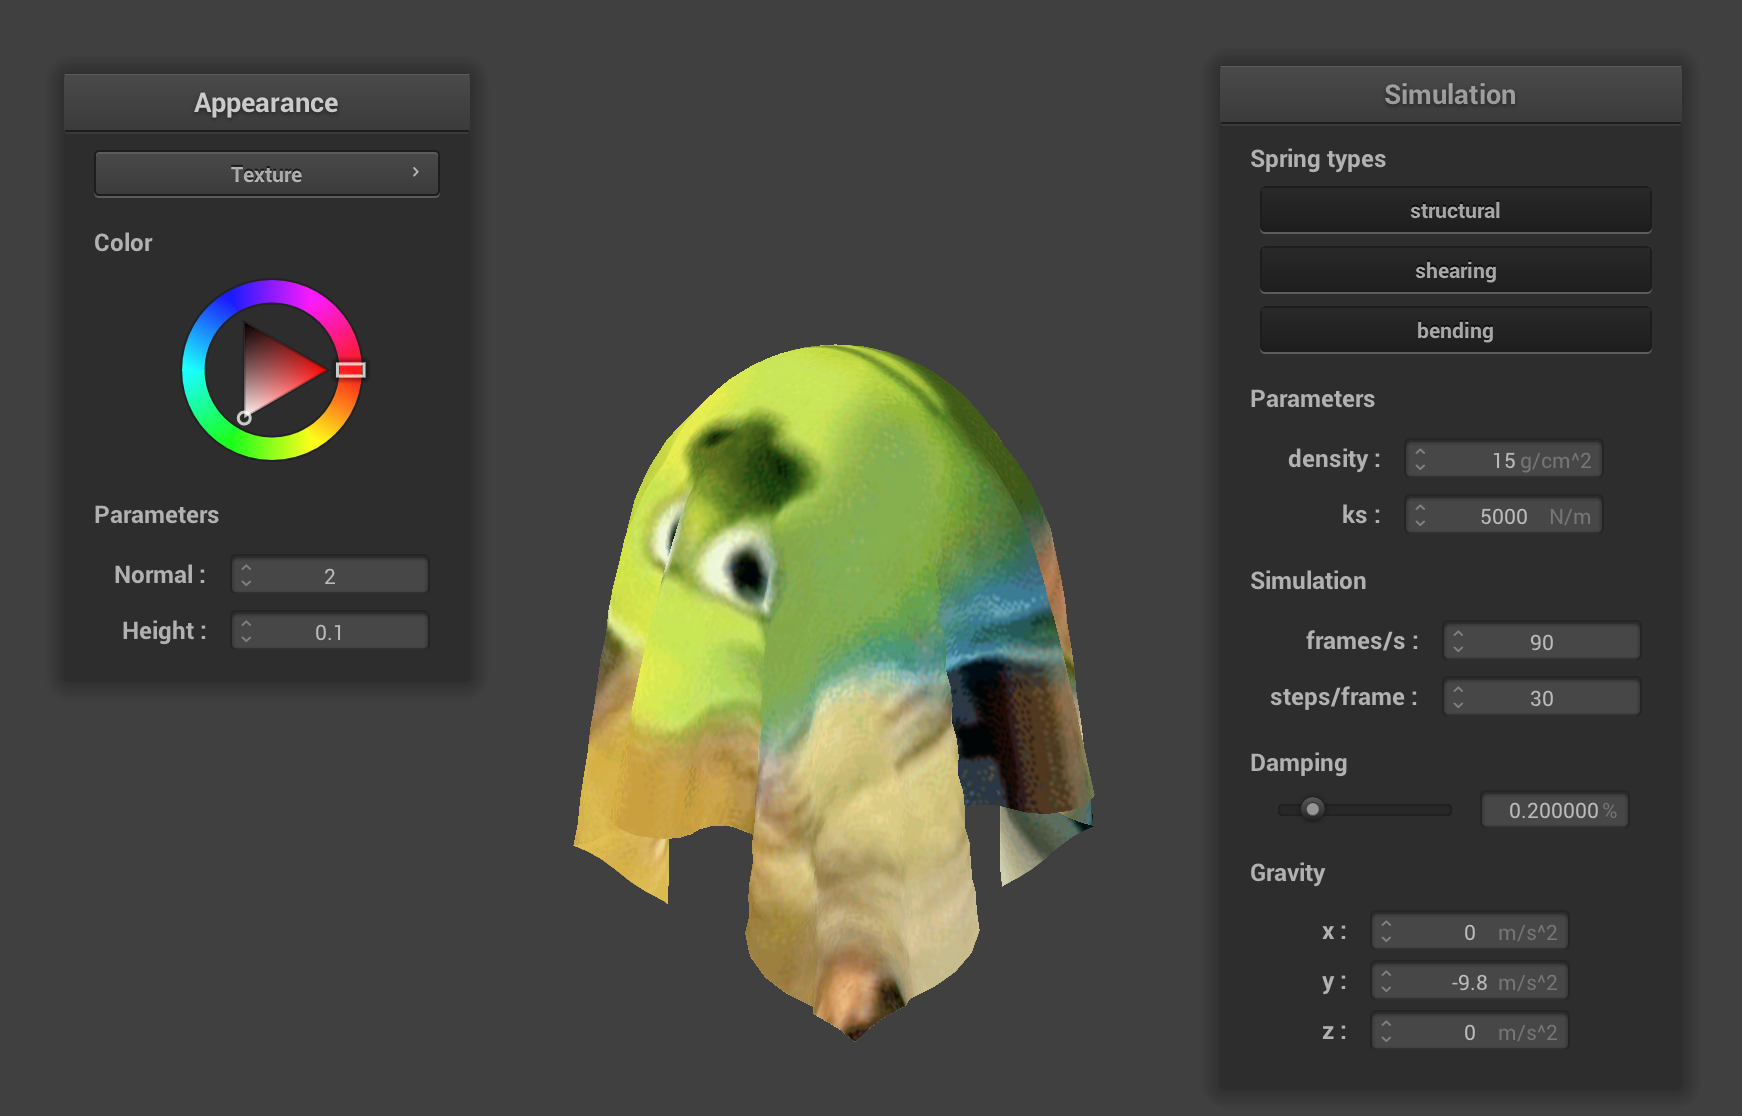 Appearance
Texture
Color
Parameters
Normal : 2
Height : 0.1
Simulation
Spring types
structural
shearing
bending
Parameters
density : 15 g/cm^2
ks : 5000 N/m
Simulation
frames/s : 90
steps/frame : 30
Damping
0.200000 %
Gravity
x : 0 m/s^2
y : -9.8 m/s^2
z : 0 m/s^2